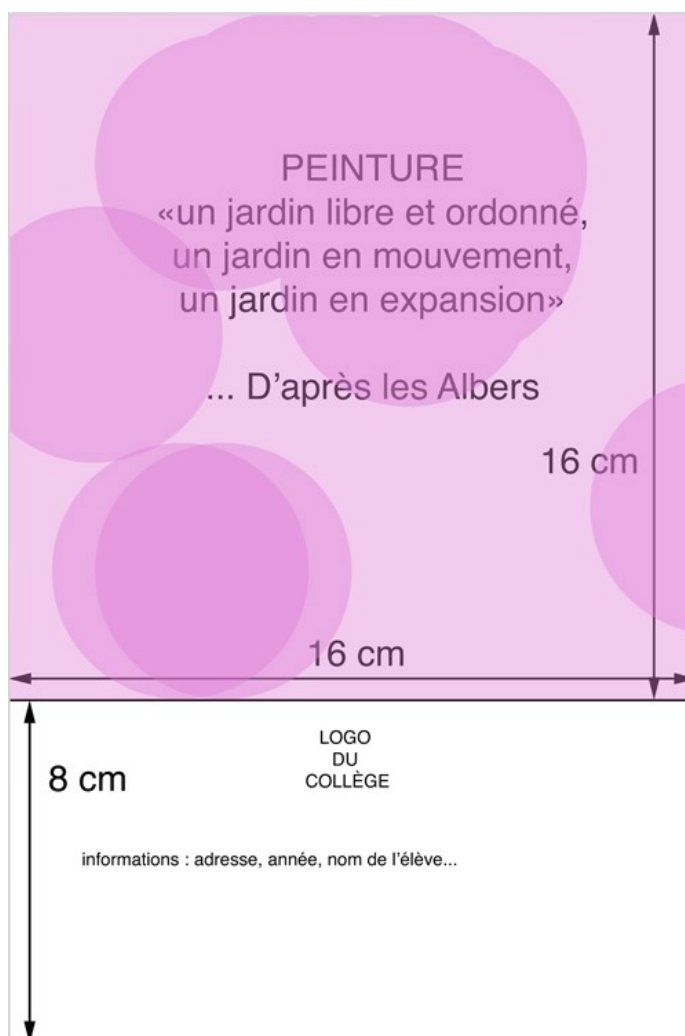 PEINTURE
«un jardin libre et ordonné,
un jardin en mouvement,
un jardin en expansion»
... D’après les Albers
16 cm
16 cm
8 cm
LOGO
DU
COLLÈGE
informations : adresse, année, nom de l’élève...